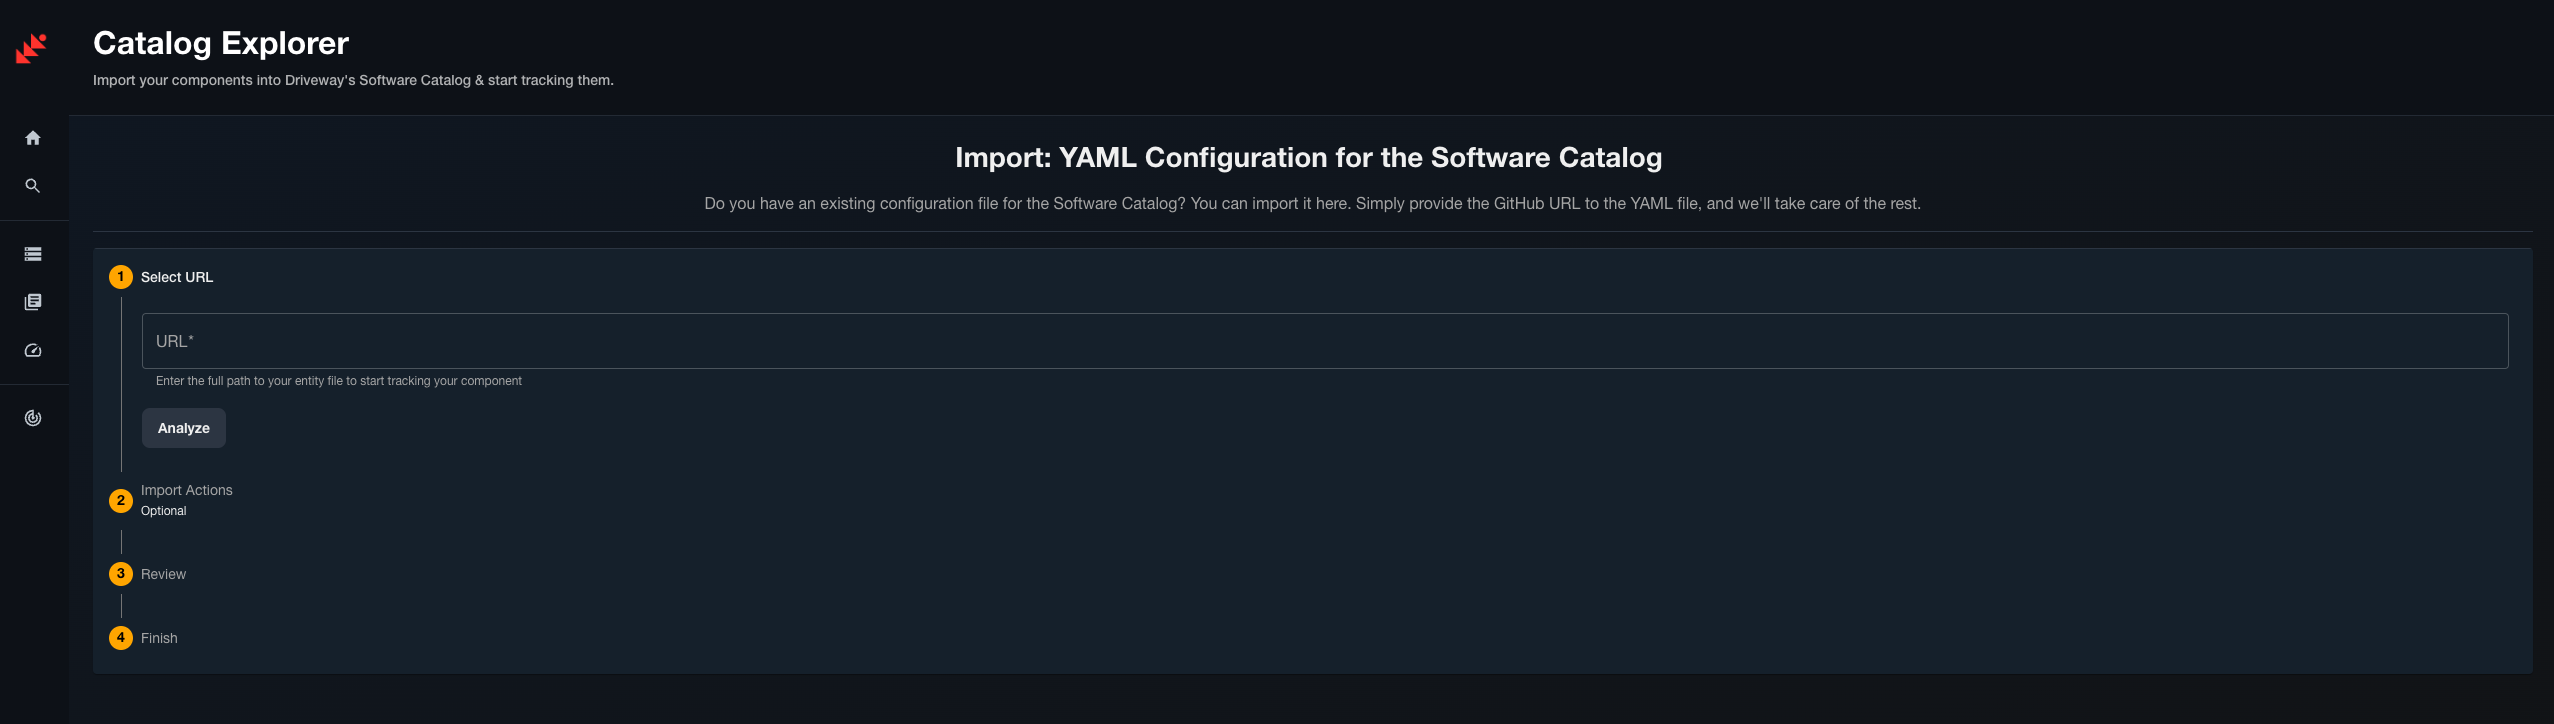 Catalog Explorer
Import your components into Driveway's Software Catalog & start tracking them.
Import: YAML Configuration for the Software Catalog
Do you have an existing configuration file for the Software Catalog? You can import it here. Simply provide the GitHub URL to the YAML file, and we'll take care of the rest.
1 Select URL
URL*
Enter the full path to your entity file to start tracking your component
Analyze
2 Import Actions
Optional
3 Review
4 Finish